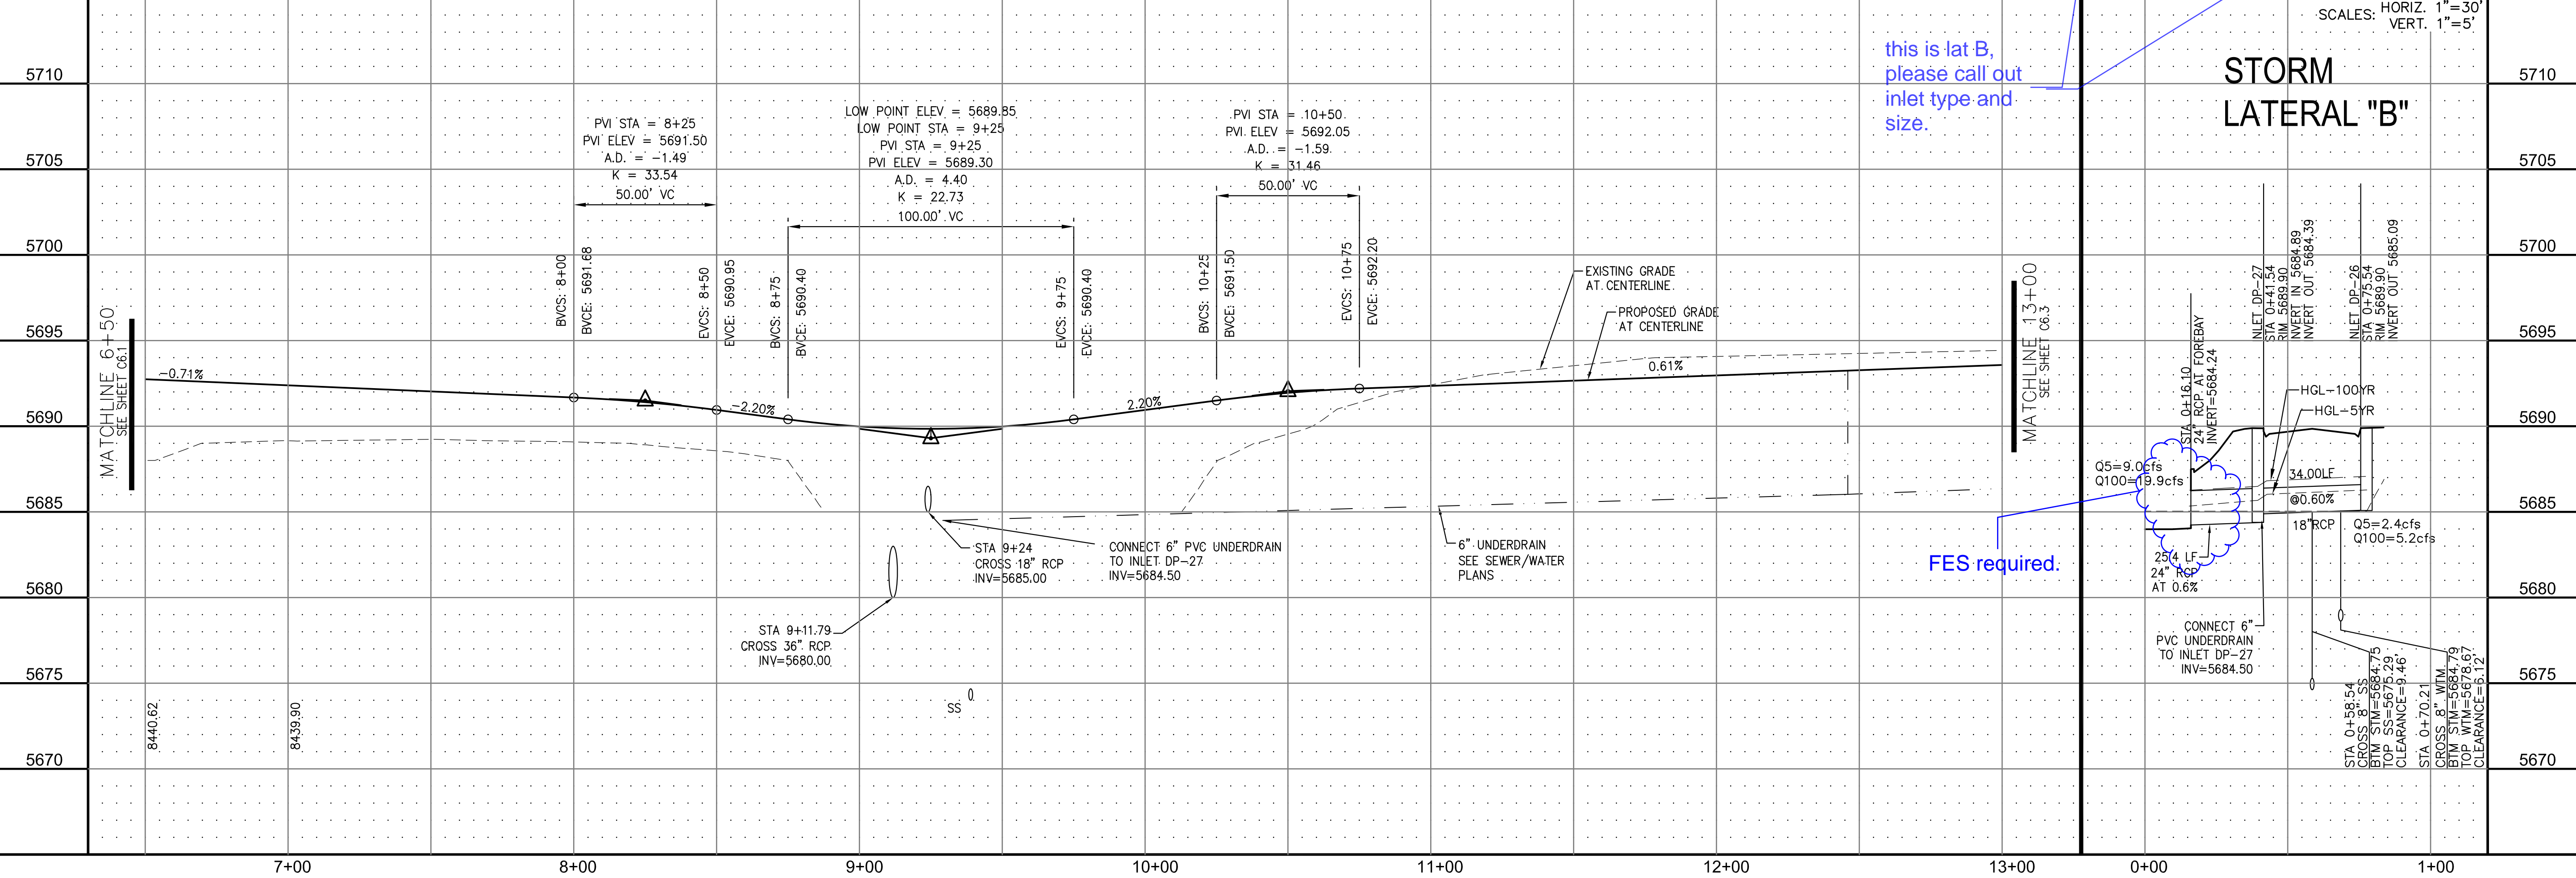 SCALES: HORIZ. 1"=30'
VERT. 1"=5'
this is lat B,
please call out
inlet type and
size.
STORM
LATERAL "B"
5710
5705
5700
5695
5690
5685
5680
5675
5670
MATCHLINE 6+50
SEE SHEET C6.1
-0.71%
PVI STA = 8+25
PVI ELEV = 5691.50
A.D. = -1.49
K = 33.54
50.00' VC
BVCS: 8+00
BVCE: 5691.68
EVCS: 8+50
EVCE: 5690.95
-2.20%
LOW POINT ELEV = 5689.85
LOW POINT STA = 9+25
PVI STA = 9+25
PVI ELEV = 5689.30
A.D. = 4.40
K = 22.73
100.00' VC
BVCS: 8+75
BVCE: 5690.40
EVCS: 9+75
EVCE: 5690.40
2.20%
PVI STA = 10+50
PVI ELEV = 5692.05
A.D. = -1.59
K = 31.46
50.00' VC
BVCS: 10+25
BVCE: 5691.50
EVCS: 10+75
EVCE: 5692.20
EXISTING GRADE
AT CENTERLINE
PROPOSED GRADE
AT CENTERLINE
0.61%
MATCHLINE 13+00
SEE SHEET C6.3
STA 9+24
CROSS 18" RCP
INV=5685.00
CONNECT 6" PVC UNDERDRAIN
TO INLET DP-27
INV=5684.50
6" UNDERDRAIN
SEE SEWER/WATER
PLANS
STA 9+11.79
CROSS 36" RCP
INV=5680.00
SS
8440.62
8439.90
STA 0+16.10
24" RCP AT FOREBAY
INVERT=5684.24
INLET DP-27
STA 0+41.54
RIM 5689.90
INVERT IN 5684.89
INVERT OUT 5684.39
INLET DP-26
STA 0+75.54
RIM 5689.90
INVERT OUT 5685.09
HGL-100YR
HGL-5YR
Q5=9.0cfs
Q100=19.9cfs
34.00LF
@0.60%
18"RCP
Q5=2.4cfs
Q100=5.2cfs
FES required.
25.4 LF
24" RCP
AT 0.6%
CONNECT 6"
PVC UNDERDRAIN
TO INLET DP-27
INV=5684.50
STA 0+58.54
CROSS 8" SS
BTM STM=5684.75
TOP SS=5675.29
CLEARANCE=9.46'
STA 0+70.21
CROSS 8" WTM
BTM STM=5684.79
TOP WTM=5678.67
CLEARANCE=6.12'
5710
5705
5700
5695
5690
5685
5680
5675
5670
7+00
8+00
9+00
10+00
11+00
12+00
13+00
0+00
1+00